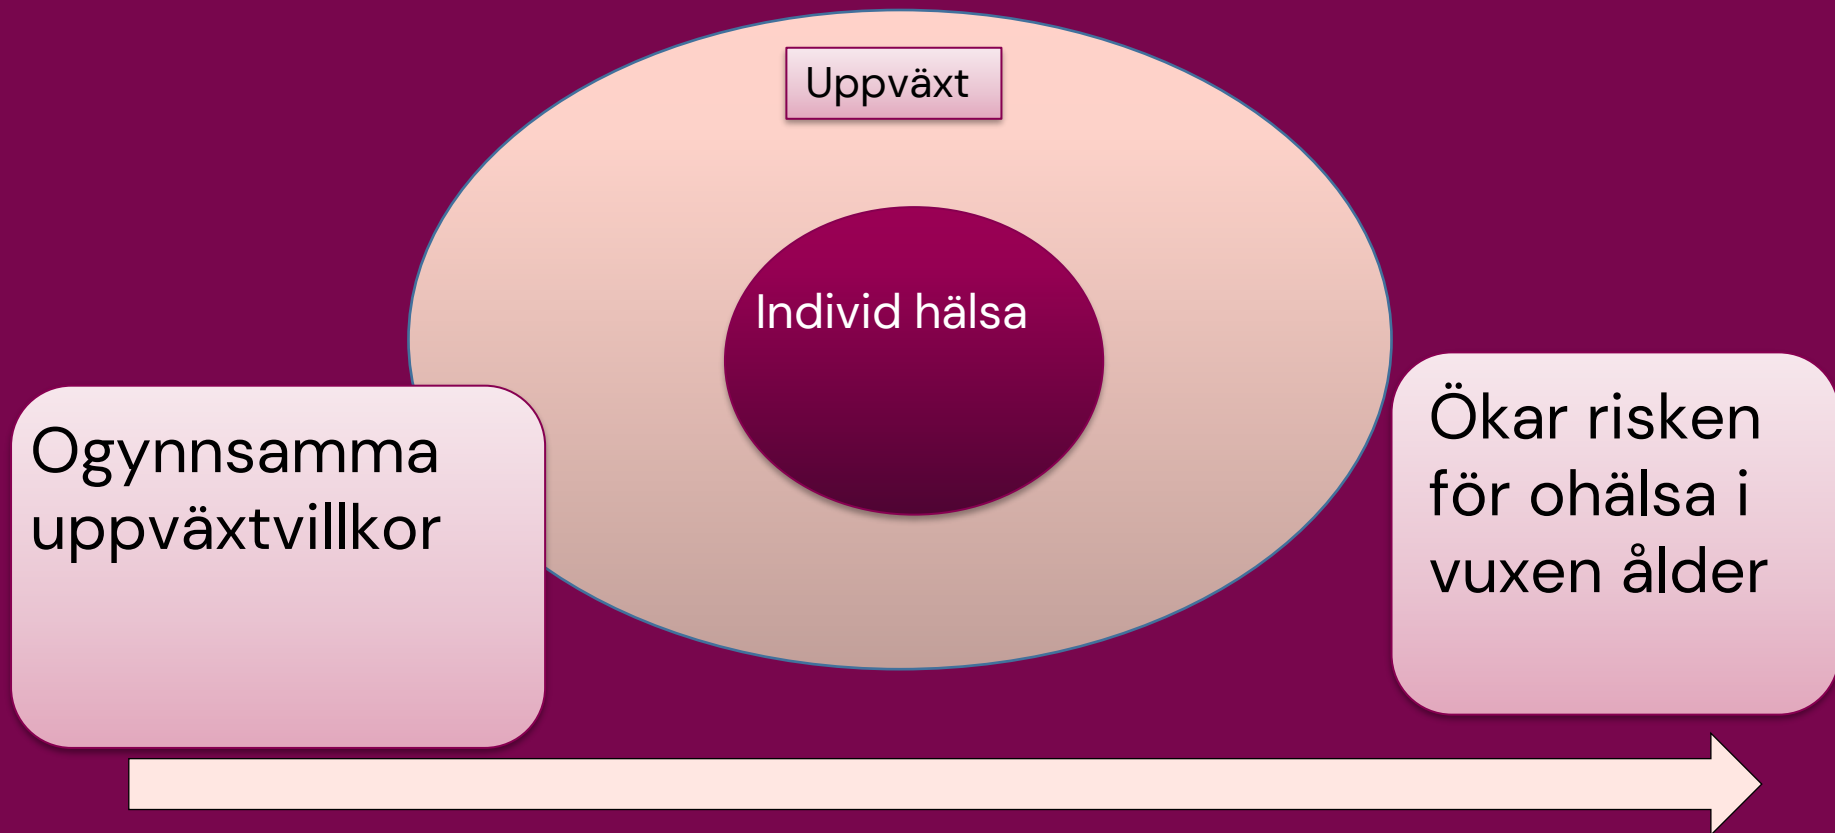 Uppväxt
Individ hälsa
Ogynnsamma
uppväxtvillkor
Ökar risken
för ohälsa i
vuxen ålder